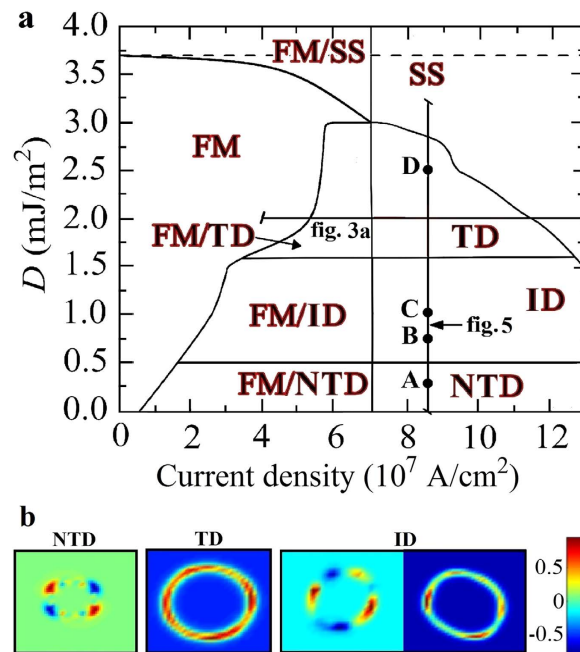 a
4.0
3.5
3.0
2.5
2.0
1.5
1.0
0.5
0.0
D (mJ/m²)
FM/SS
SS
FM
D
FM/TD
fig. 3a
TD
FM/ID
C
ID
B
fig.5
FM/NTD
A
NTD
0 2 4 6 8 10 12
Current density (10⁷ A/cm²)
b
NTD TD ID
0.5
0
-0.5